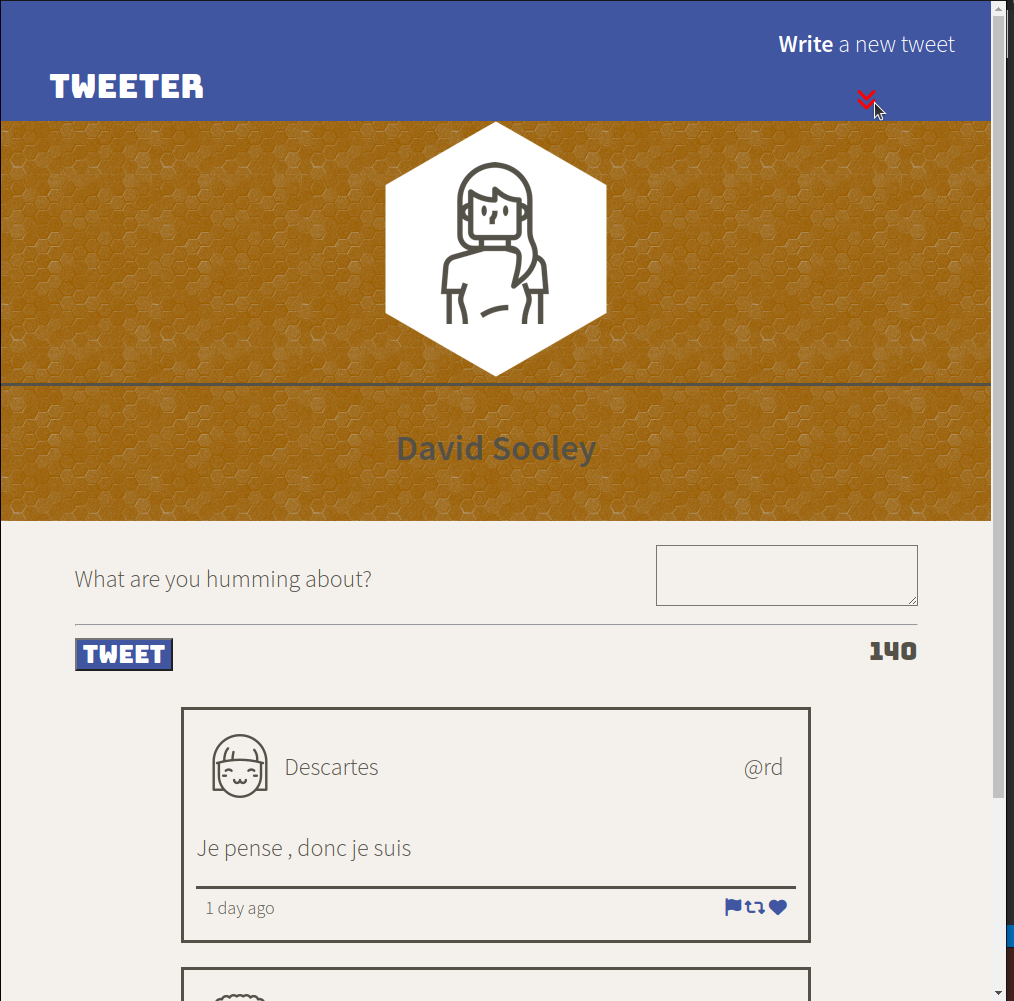 Write a new tweet
TWEETER
David Sooley
What are you humming about?
TWEET
140
Descartes
@rd
Je pense , donc je suis
1 day ago